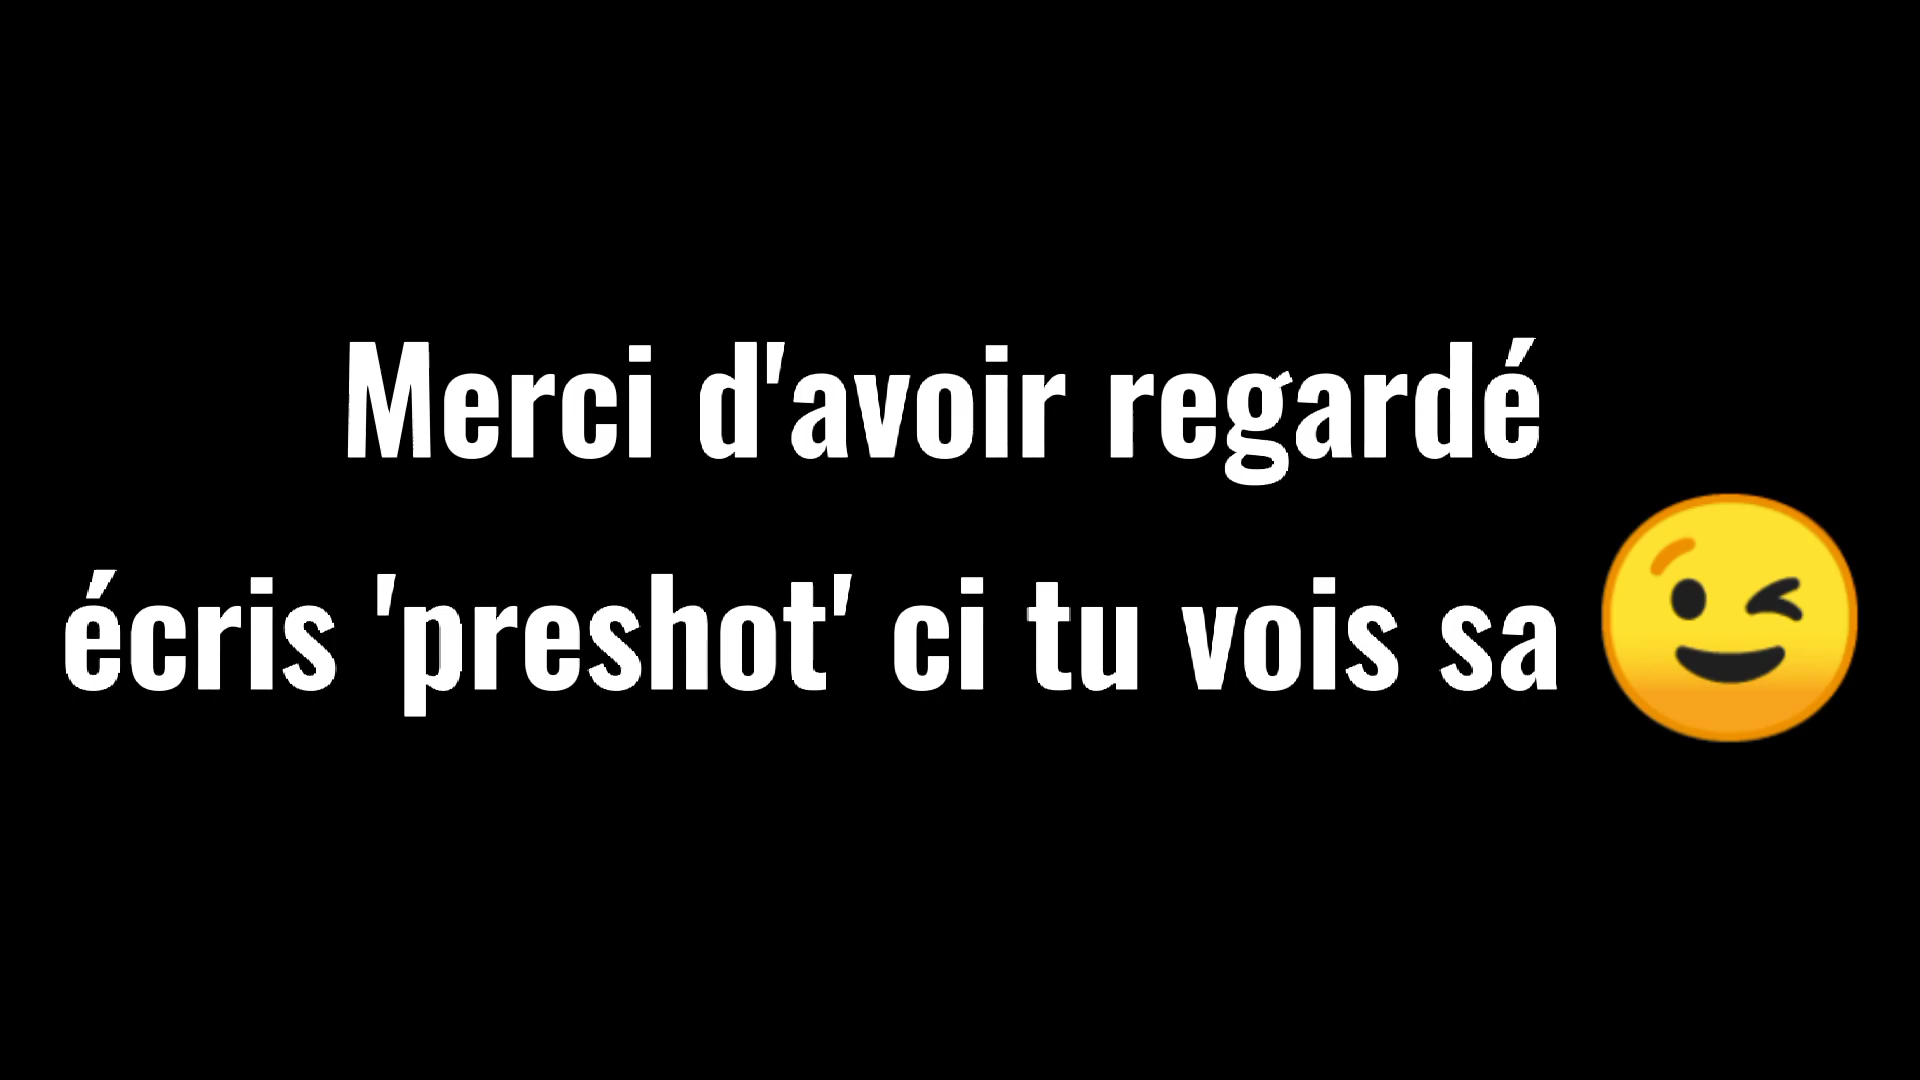 Merci d'avoir regardé
écris 'preshot' ci tu vois sa 😉